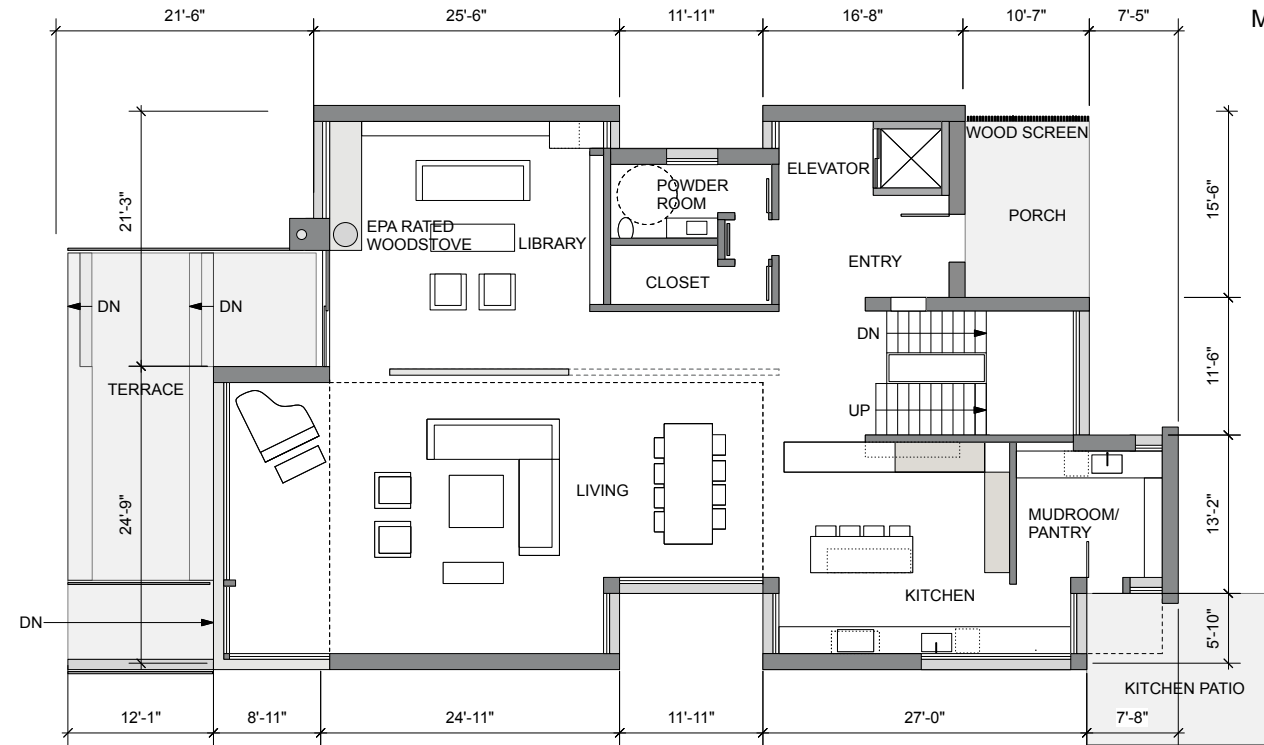 21'-6"
25'-6"
11'-11"
16'-8"
10'-7"
7'-5"
M
WOOD SCREEN
ELEVATOR
POWDER
ROOM
21'-3"
15'-6"
PORCH
EPA RATED
WOODSTOVE
LIBRARY
ENTRY
CLOSET
DN
DN
DN
11'-6"
TERRACE
UP
LIVING
24'-9"
MUDROOM/
PANTRY
13'-2"
KITCHEN
DN
5'-10"
KITCHEN PATIO
12'-1"
8'-11"
24'-11"
11'-11"
27'-0"
7'-8"